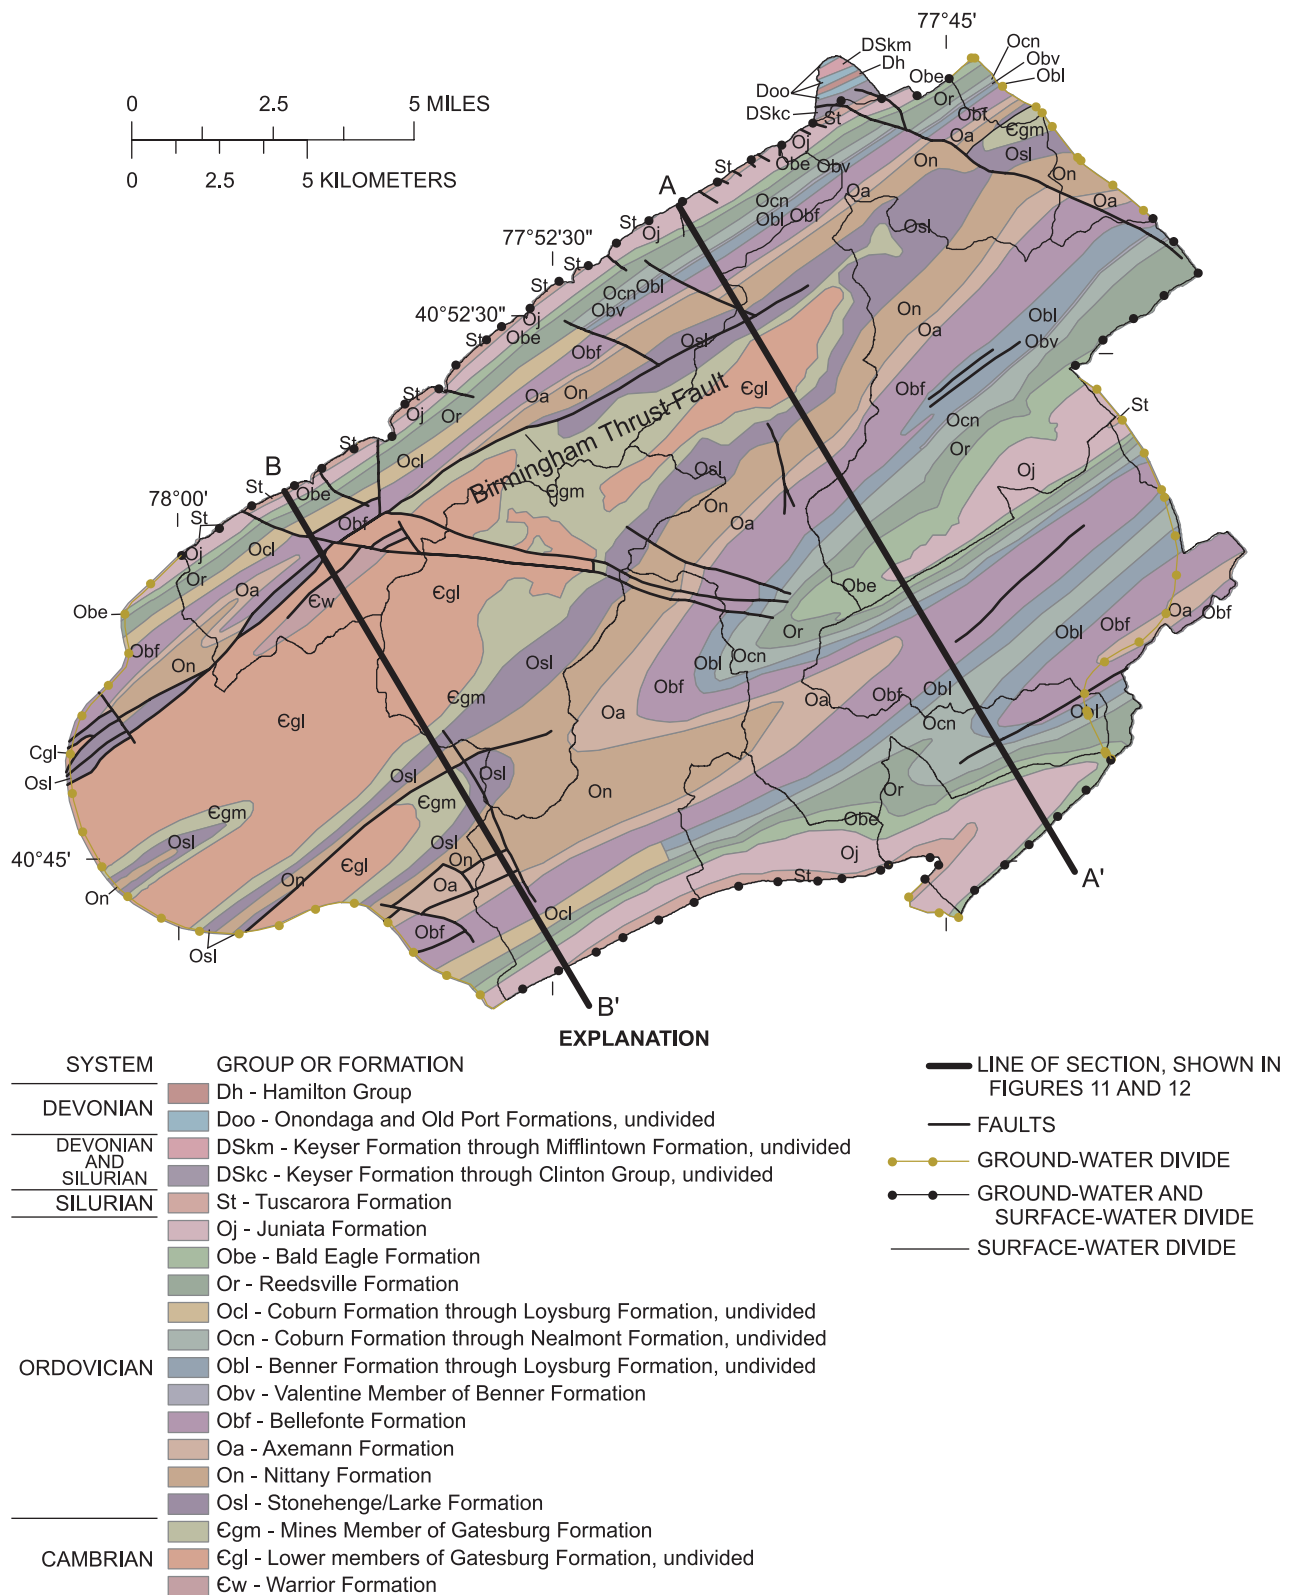 77°45'
Ocn
Obv
Obl
DSkm
Dh
Obe
Doo
Or
DSkc
St
Obf
Oa
Єgm
Osl
0 2.5 5 MILES
0 2.5 5 KILOMETERS
Oj
Obe
Obv
On
On
Oa
St
A
Ocn
Obl
Obf
Oa
Osl
St
Oj
77°52'30"
St
St
Ocn
Obl
Obv
On
Oa
Obl
Obv
40°52'30"
Oj
St
Obe
Obf
Osl
Oa
On
Єgl
Obf
St
Oj
Or
Birmingham Thrust Fault
St
Ocn
Or
St
Ocl
B
Osl
Oj
St
Obe
Єgm
On
Oa
78°00'
St
Obf
Oj
Ocl
Or
Oa
Єw
Єgl
Obe
Obe
Obf
On
Or
Ocn
Obl
Osl
Obf
Obl
Obf
Oa
Obf
Єgm
Oa
Oa
Obf
Obl
Ocn
Obl
Єgl
Cgl
Osl
Osl
Osl
Єgm
On
Or
Єgm
Osl
Osl
Obe
40°45'
Єgl
On
On
Oa
Oj
St
A'
On
Ocl
Obf
Osl
B'
EXPLANATION
SYSTEM GROUP OR FORMATION
DEVONIAN
Dh - Hamilton Group
Doo - Onondaga and Old Port Formations, undivided
DEVONIAN
AND
SILURIAN
DSkm - Keyser Formation through Mifflintown Formation, undivided
DSkc - Keyser Formation through Clinton Group, undivided
SILURIAN
St - Tuscarora Formation
ORDOVICIAN
Oj - Juniata Formation
Obe - Bald Eagle Formation
Or - Reedsville Formation
Ocl - Coburn Formation through Loysburg Formation, undivided
Ocn - Coburn Formation through Nealmont Formation, undivided
Obl - Benner Formation through Loysburg Formation, undivided
Obv - Valentine Member of Benner Formation
Obf - Bellefonte Formation
Oa - Axemann Formation
On - Nittany Formation
Osl - Stonehenge/Larke Formation
CAMBRIAN
Єgm - Mines Member of Gatesburg Formation
Єgl - Lower members of Gatesburg Formation, undivided
Єw - Warrior Formation
LINE OF SECTION, SHOWN IN
FIGURES 11 AND 12
FAULTS
GROUND-WATER DIVIDE
GROUND-WATER AND
SURFACE-WATER DIVIDE
SURFACE-WATER DIVIDE